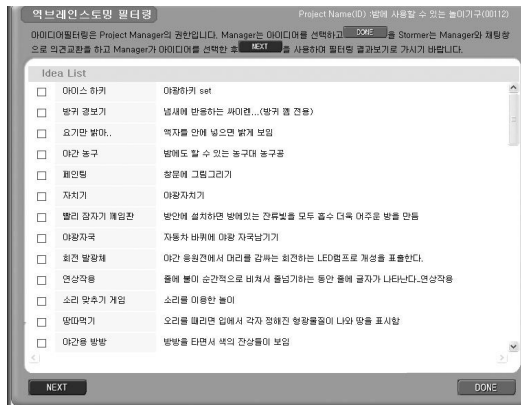 역브레인스토밍 필터링 Project Name(ID) :밤에 사용할 수 있는 놀이기구(00112)
아이디어필터링은 Project Manager의 권한입니다. Manager는 아이디어를 선택하고 DONE 을 Stormer는 Manager와 채팅창
으로 의견교환을 하고 Manager가 아이디어를 선택한 후 NEXT 을 사용하여 필터링 결과보기로 가시기 바랍니다.
Idea List
아이스 하키 야광하키 set
방귀 경보기 냄새에 반응하는 싸이렌...(방귀 껨 전용)
요기만 밝아.. 액자를 안에 넣으면 밝게 보임
야간 농구 밤에도 할 수 있는 농구대 농구공
페인팅 창문에 그림그리기
자치기 야광자치기
빨리 잠자기 폐입찬 방안에 설치하면 방에있는 잔류빛을 모두 흡수 더욱 어두운 방을 만듬
야광자국 자동차 바퀴에 야광 자국남기기
회전 발광체 야간 응원전에서 머리를 감싸는 회전하는 LED램프로 개성을 표출한다.
연상작용 줄에 불이 순간적으로 비쳐서 줄넘기하는 동안 줄에 글자가 나타난다-연상작용
소리 맞추기 게임 소리를 이용한 놀이
땅따먹기 오리를 때리면 입에서 각자 정해진 형광물질이 나와 땅을 표시함
야간용 방방 방방을 타면서 색의 잔상들이 보임
NEXT DONE